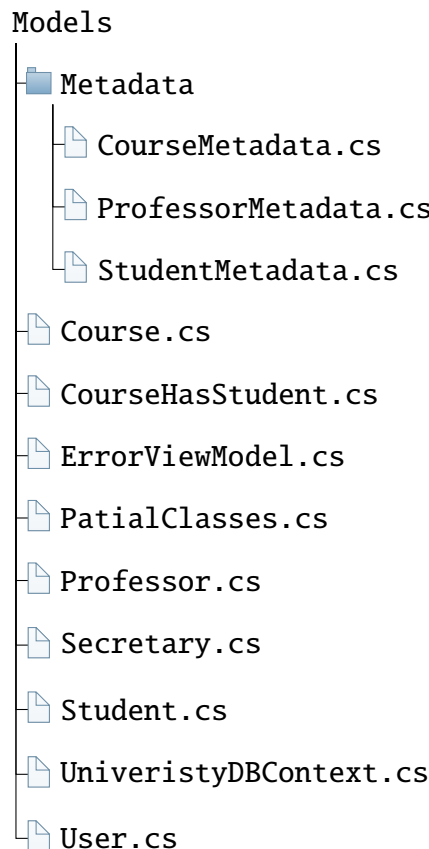 Models
Metadata
CourseMetadata.cs
ProfessorMetadata.cs
StudentMetadata.cs
Course.cs
CourseHasStudent.cs
ErrorViewModel.cs
PatialClasses.cs
Professor.cs
Secretary.cs
Student.cs
UniveristyDBContext.cs
User.cs